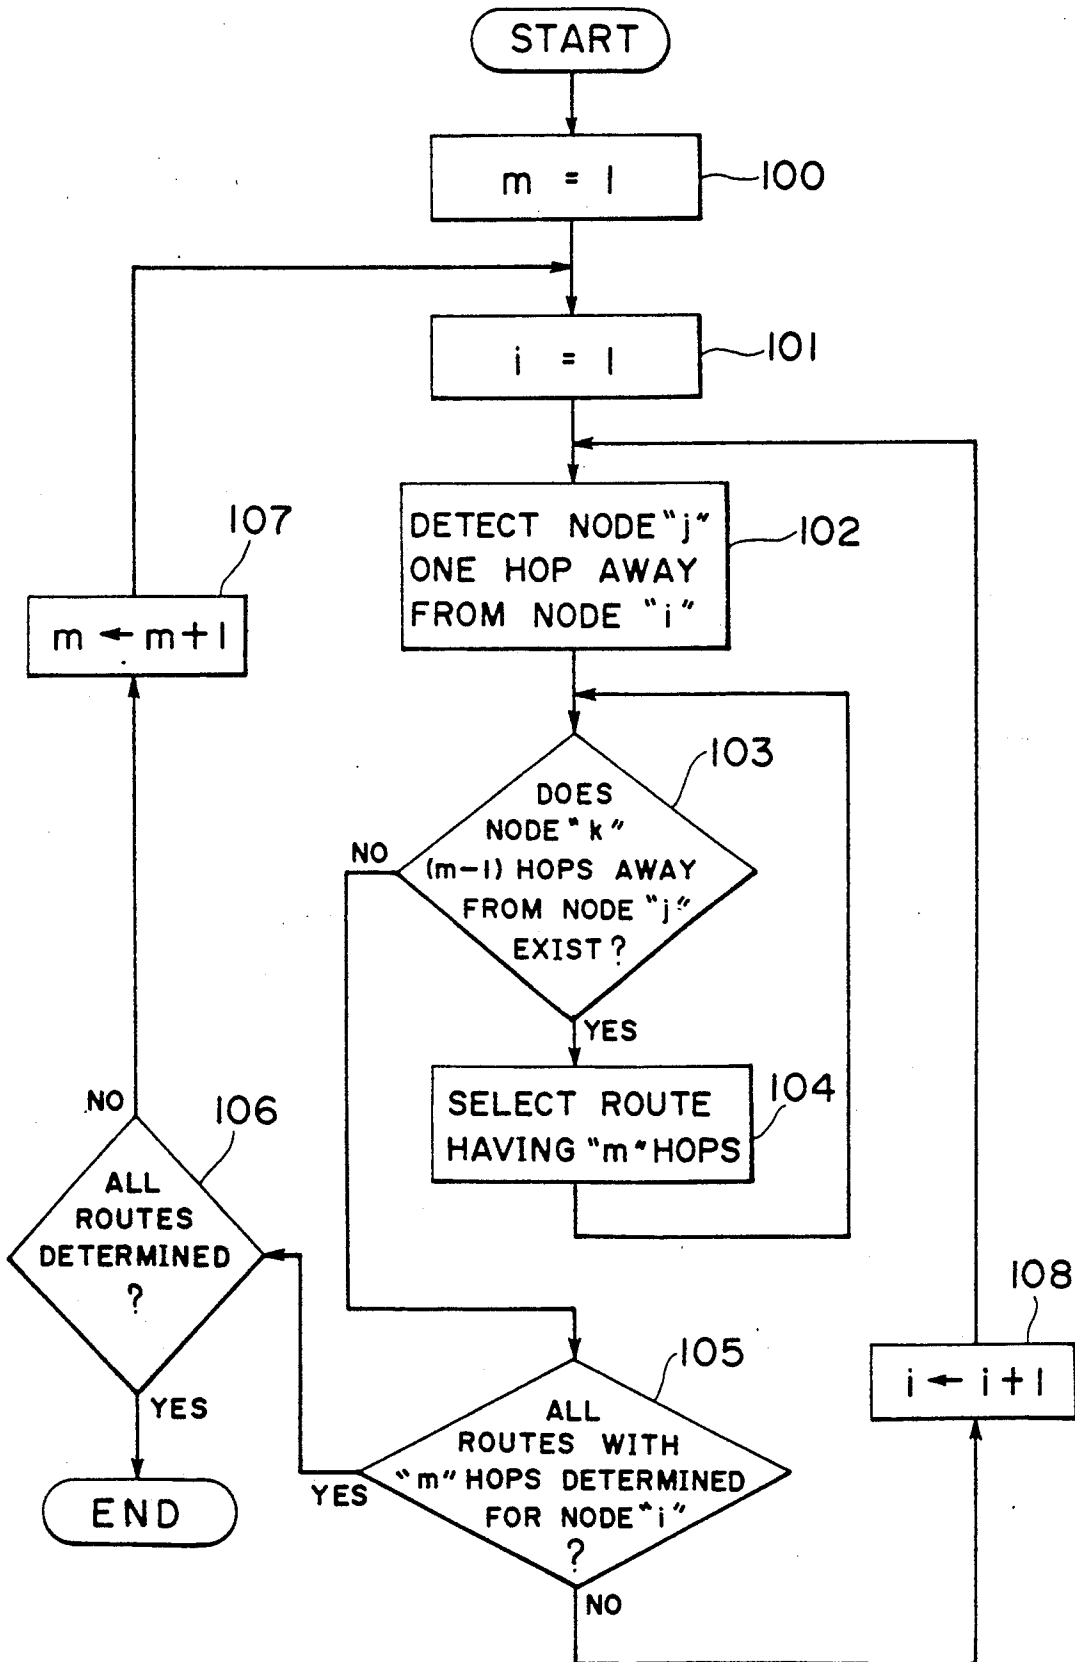 START
m = 1
100
i = 1
101
DETECT NODE "j"
ONE HOP AWAY
FROM NODE "i"
102
107
m ← m+1
103
DOES
NODE "k"
(m-1) HOPS AWAY
FROM NODE "j"
EXIST?
NO
YES
SELECT ROUTE
HAVING "m" HOPS
104
NO
106
ALL
ROUTES
DETERMINED
?
YES
END
105
ALL
ROUTES WITH
"m" HOPS DETERMINED
FOR NODE "i"
?
YES
NO
108
i ← i+1